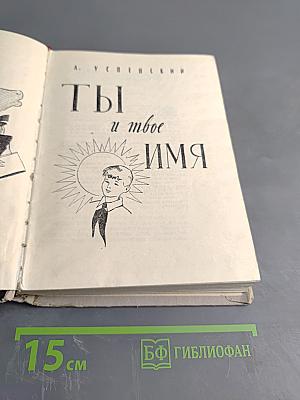 Л. УСПЕНСКИЙ
ТЫ
и твое
ИМЯ
15 см
БФ ГИБЛИОФАН